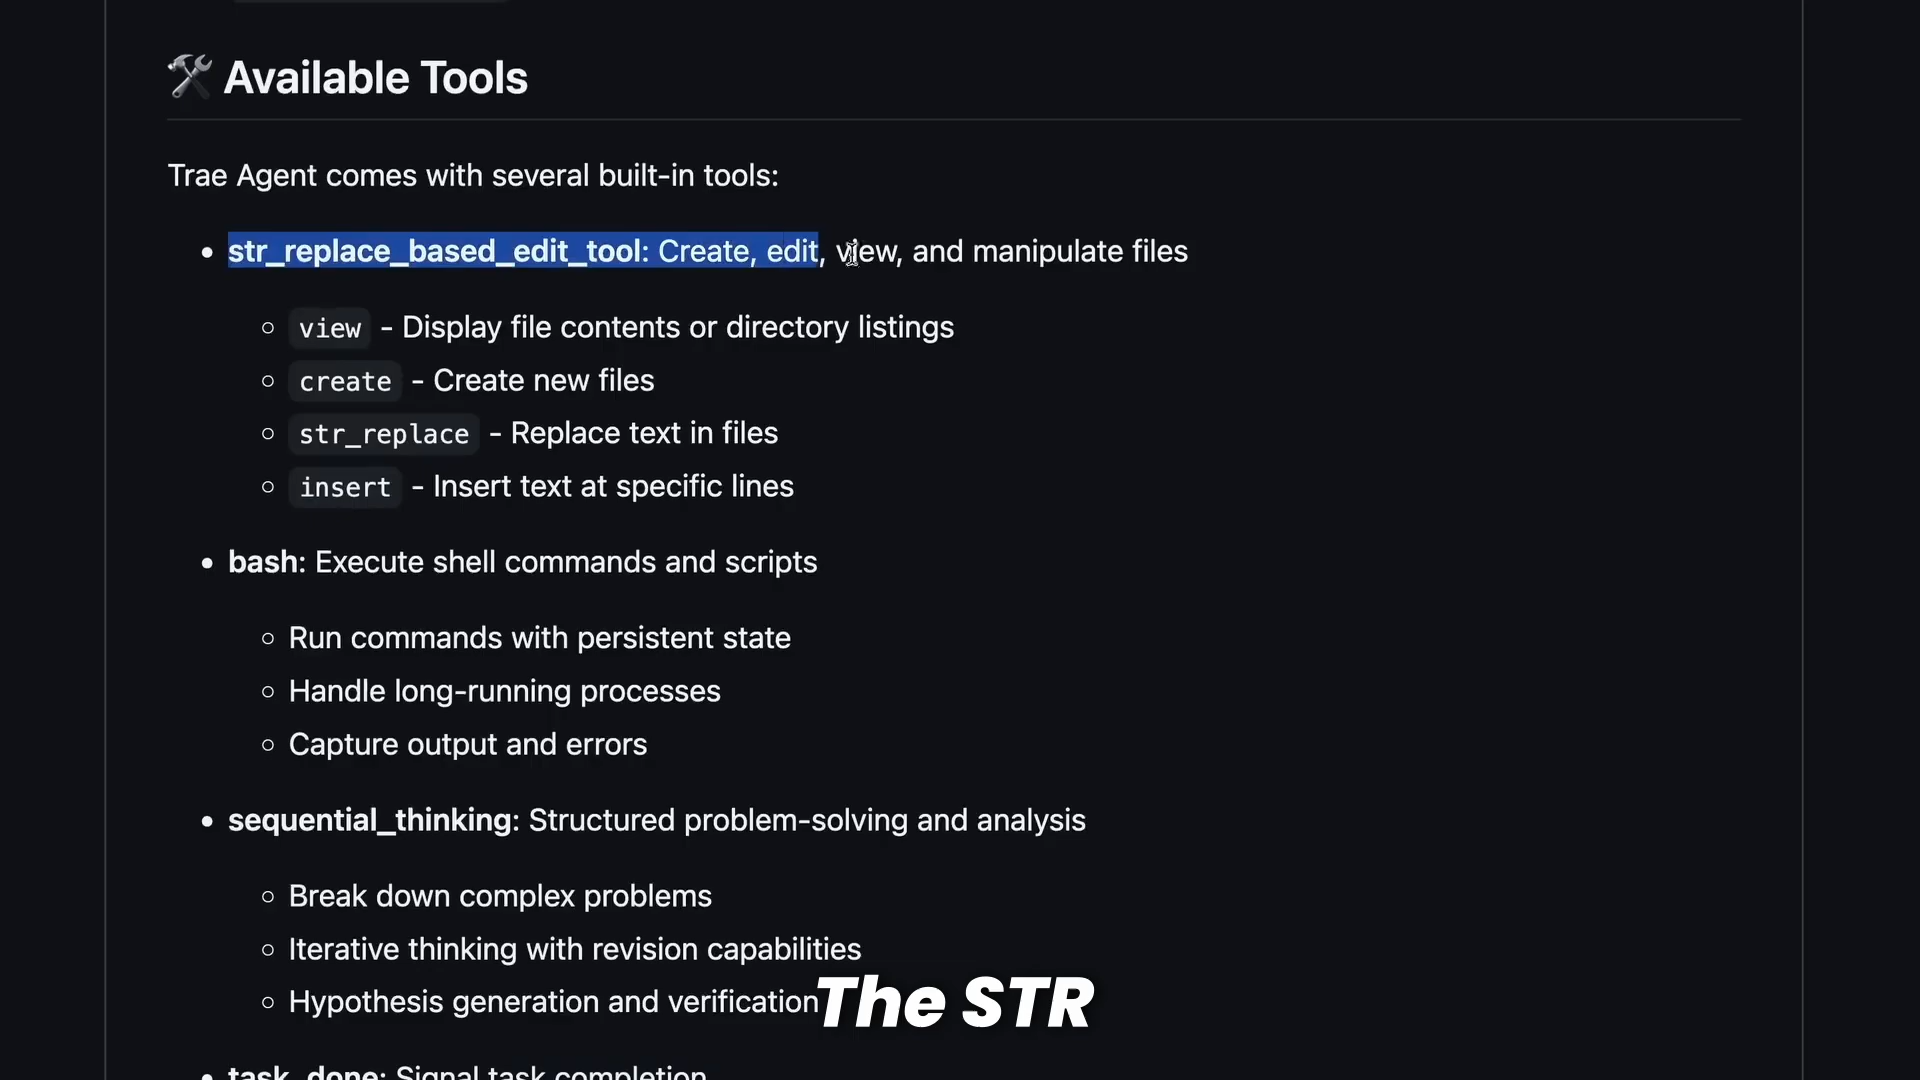 🛠️ Available Tools
Trae Agent comes with several built-in tools:
• str_replace_based_edit_tool: Create, edit, view, and manipulate files
◦ view - Display file contents or directory listings
◦ create - Create new files
◦ str_replace - Replace text in files
◦ insert - Insert text at specific lines
• bash: Execute shell commands and scripts
◦ Run commands with persistent state
◦ Handle long-running processes
◦ Capture output and errors
• sequential_thinking: Structured problem-solving and analysis
◦ Break down complex problems
◦ Iterative thinking with revision capabilities
◦ Hypothesis generation and verification
The STR
• task_done: Signal task completion